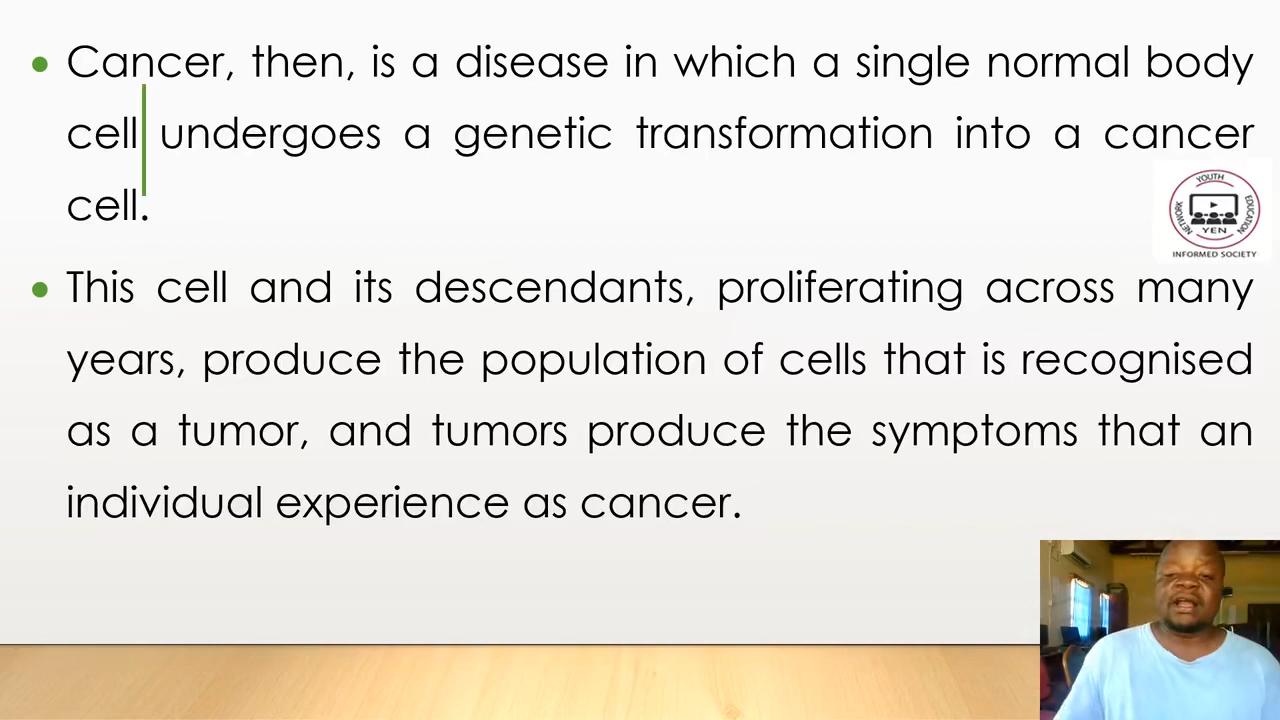 Cancer, then, is a disease in which a single normal body
cell undergoes a genetic transformation into a cancer
cell.
This cell and its descendants, proliferating across many
years, produce the population of cells that is recognised
as a tumor, and tumors produce the symptoms that an
individual experience as cancer.
YOUTH
EDUCATION
NETWORK
YEN
INFORMED SOCIETY